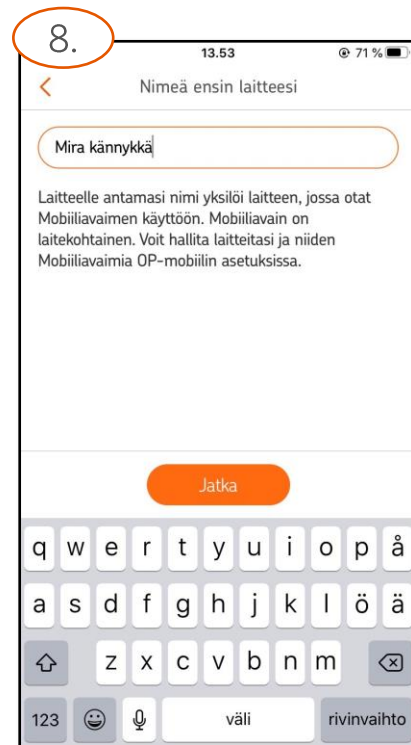 8.
13.53
71 %
Nimeä ensin laitteesi
Mira kännykkä
Laitteelle antamasi nimi yksilöi laitteen, jossa otat
Mobiiliavaimen käyttöön. Mobiiliavain on
laitekohtainen. Voit hallita laitteitasi ja niiden
Mobiiliavaimia OP-mobiilin asetuksissa.
Jatka
q w e r t y u i o p å
a s d f g h j k l ö ä
z x c v b n m
123 väli rivinvaihto